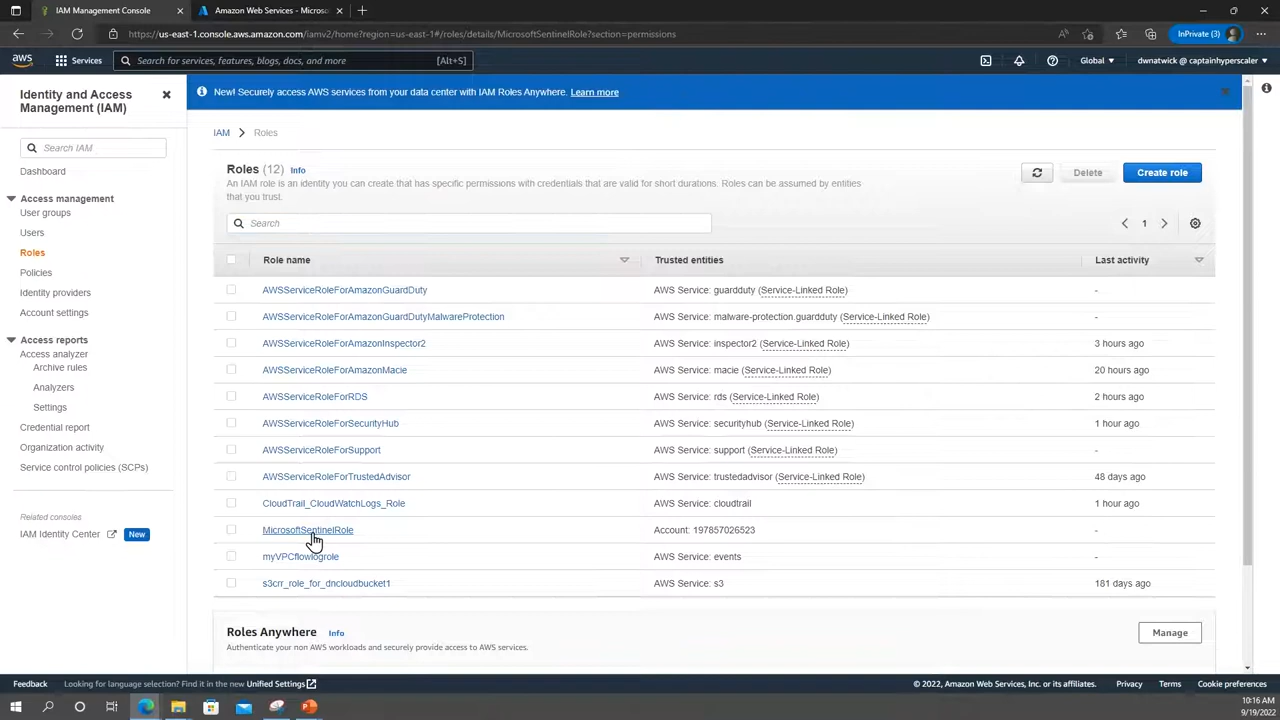 IAM Management Console
Amazon Web Services - Microso
https://us-east-1.console.aws.amazon.com/iamv2/home?region=us-east-1#/roles/details/MicrosoftSentinelRole?section=permissions
InPrivate (3)
aws
Services
Search for services, features, blogs, docs, and more
[Alt+S]
Global
dwnatwick @ captainhyperscaler
Identity and Access Management (IAM)
Search IAM
Dashboard
Access management
User groups
Users
Roles
Policies
Identity providers
Account settings
Access reports
Access analyzer
Archive rules
Analyzers
Settings
Credential report
Organization activity
Service control policies (SCPs)
Related consoles
IAM Identity Center
New
New! Securely access AWS services from your data center with IAM Roles Anywhere. Learn more
IAM > Roles
Roles (12) Info
An IAM role is an identity you can create that has specific permissions with credentials that are valid for short durations. Roles can be assumed by entities
that you trust.
Delete
Create role
Search
1
Role name Trusted entities Last activity
AWSServiceRoleForAmazonGuardDuty AWS Service: guardduty (Service-Linked Role) -
AWSServiceRoleForAmazonGuardDutyMalwareProtection AWS Service: malware-protection.guardduty (Service-Linked Role) -
AWSServiceRoleForAmazonInspector2 AWS Service: inspector2 (Service-Linked Role) 3 hours ago
AWSServiceRoleForAmazonMacie AWS Service: macie (Service-Linked Role) 20 hours ago
AWSServiceRoleForRDS AWS Service: rds (Service-Linked Role) 2 hours ago
AWSServiceRoleForSecurityHub AWS Service: securityhub (Service-Linked Role) 1 hour ago
AWSServiceRoleForSupport AWS Service: support (Service-Linked Role) -
AWSServiceRoleForTrustedAdvisor AWS Service: trustedadvisor (Service-Linked Role) 48 days ago
CloudTrail_CloudWatchLogs_Role AWS Service: cloudtrail 1 hour ago
MicrosoftSentinelRole Account: 197857026523 -
myVPCflowlogrole AWS Service: events -
s3crr_role_for_dncloudbucket1 AWS Service: s3 181 days ago
Roles Anywhere Info
Authenticate your non AWS workloads and securely provide access to AWS services.
Manage
Feedback
Looking for language selection? Find it in the new Unified Settings
© 2022, Amazon Web Services, Inc. or its affiliates.
Privacy
Terms
Cookie preferences
10:16 AM
9/19/2022